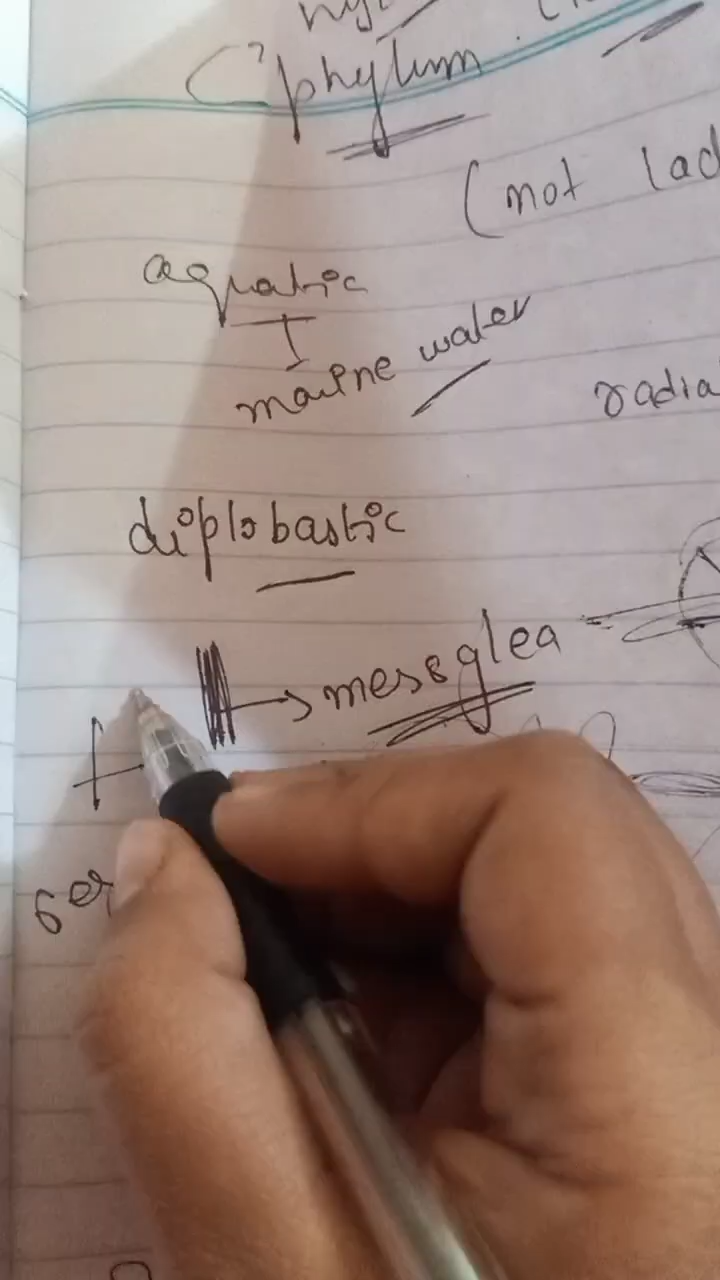 phylum
(not lad
aquatic
marine water
radia
diplobastic
mesoglea